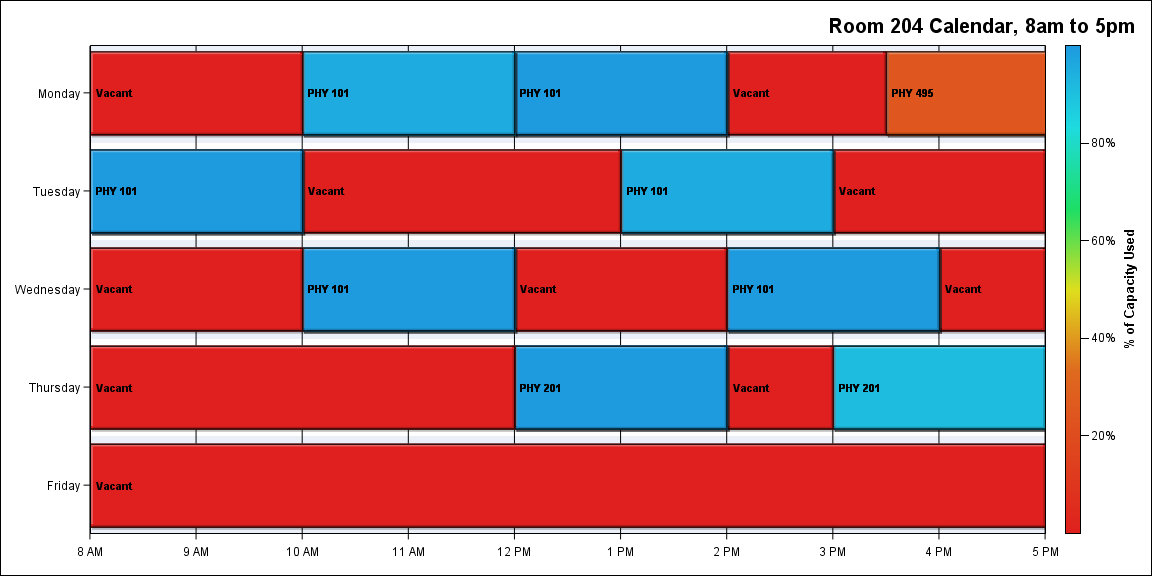 Room 204 Calendar, 8am to 5pm
Monday
Vacant
PHY 101
PHY 101
Vacant
PHY 495
Tuesday
PHY 101
Vacant
PHY 101
Vacant
Wednesday
Vacant
PHY 101
Vacant
PHY 101
Vacant
Thursday
Vacant
PHY 201
Vacant
PHY 201
Friday
Vacant
8 AM
9 AM
10 AM
11 AM
12 PM
1 PM
2 PM
3 PM
4 PM
5 PM
80%
60%
40%
20%
% of Capacity Used